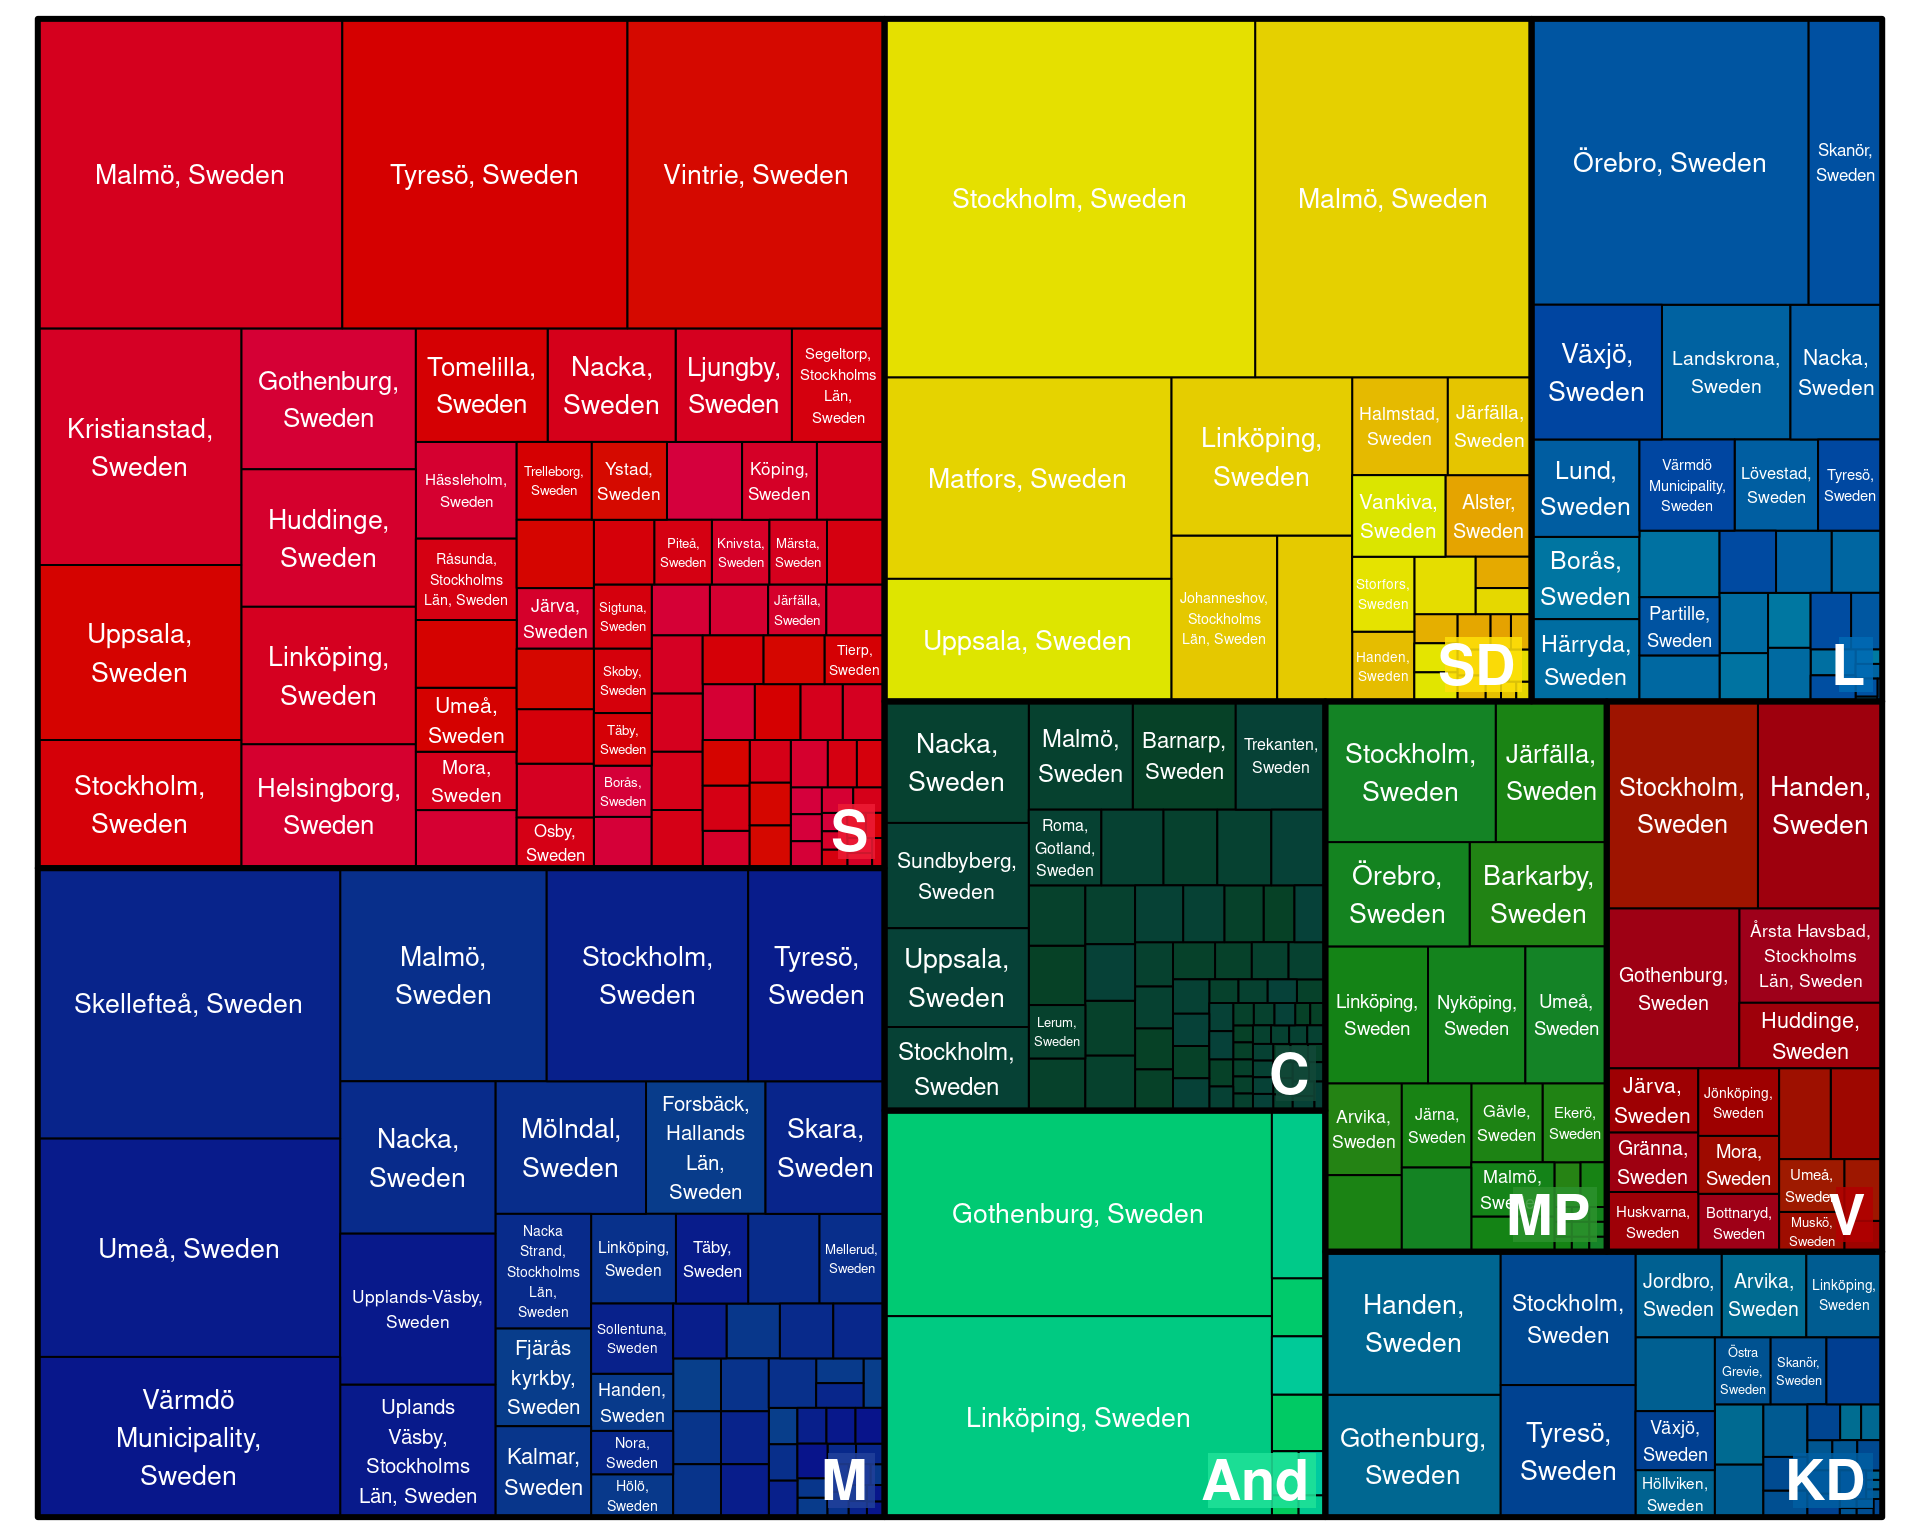 Malmö, Sweden
Tyresö, Sweden
Vintrie, Sweden
Kristianstad,
Sweden
Uppsala,
Sweden
Stockholm,
Sweden
Gothenburg,
Sweden
Huddinge,
Sweden
Linköping,
Sweden
Helsingborg,
Sweden
Tomelilla,
Sweden
Nacka,
Sweden
Ljungby,
Sweden
Segeltorp,
Stockholms
Län,
Sweden
Hässleholm,
Sweden
Råsunda,
Stockholms
Län, Sweden
Umeå,
Sweden
Mora,
Sweden
Trelleborg,
Sweden
Ystad,
Sweden
Köping,
Sweden
Piteå,
Sweden
Knivsta,
Sweden
Märsta,
Sweden
Järva,
Sweden
Sigtuna,
Sweden
Järfälla,
Sweden
Skoby,
Sweden
Tierp,
Sweden
Täby,
Sweden
Borås,
Sweden
Osby,
Sweden
S
Stockholm, Sweden
Malmö, Sweden
Matfors, Sweden
Uppsala, Sweden
Linköping,
Sweden
Johanneshov,
Stockholms
Län, Sweden
Halmstad,
Sweden
Järfälla,
Sweden
Vankiva,
Sweden
Alster,
Sweden
Storfors,
Sweden
Handen,
Sweden
SD
Örebro, Sweden
Skanör,
Sweden
Växjö,
Sweden
Landskrona,
Sweden
Nacka,
Sweden
Lund,
Sweden
Värmdö
Municipality,
Sweden
Lövestad,
Sweden
Tyresö,
Sweden
Borås,
Sweden
Partille,
Sweden
Härryda,
Sweden
L
Skellefteå, Sweden
Umeå, Sweden
Värmdö
Municipality,
Sweden
Malmö,
Sweden
Stockholm,
Sweden
Tyresö,
Sweden
Nacka,
Sweden
Upplands-Väsby,
Sweden
Uplands
Väsby,
Stockholms
Län, Sweden
Mölndal,
Sweden
Forsbäck,
Hallands
Län,
Sweden
Skara,
Sweden
Nacka
Strand,
Stockholms
Län,
Sweden
Fjärås
kyrkby,
Sweden
Kalmar,
Sweden
Linköping,
Sweden
Täby,
Sweden
Mellerud,
Sweden
Sollentuna,
Sweden
Handen,
Sweden
Nora,
Sweden
Hölö,
Sweden
M
Nacka,
Sweden
Sundbyberg,
Sweden
Uppsala,
Sweden
Stockholm,
Sweden
Malmö,
Sweden
Barnarp,
Sweden
Trekanten,
Sweden
Roma,
Gotland,
Sweden
Lerum,
Sweden
C
Gothenburg, Sweden
Linköping, Sweden
And
Stockholm,
Sweden
Järfälla,
Sweden
Örebro,
Sweden
Barkarby,
Sweden
Linköping,
Sweden
Nyköping,
Sweden
Umeå,
Sweden
Arvika,
Sweden
Järna,
Sweden
Gävle,
Sweden
Ekerö,
Sweden
Malmö,
Sweden
MP
Stockholm,
Sweden
Handen,
Sweden
Gothenburg,
Sweden
Årsta Havsbad,
Stockholms
Län, Sweden
Huddinge,
Sweden
Järva,
Sweden
Jönköping,
Sweden
Gränna,
Sweden
Mora,
Sweden
Huskvarna,
Sweden
Bottnaryd,
Sweden
Umeå,
Sweden
Muskö,
Sweden
V
Handen,
Sweden
Gothenburg,
Sweden
Stockholm,
Sweden
Tyresö,
Sweden
Jordbro,
Sweden
Arvika,
Sweden
Linköping,
Sweden
Östra
Grevie,
Sweden
Skanör,
Sweden
Växjö,
Sweden
Höllviken,
Sweden
KD